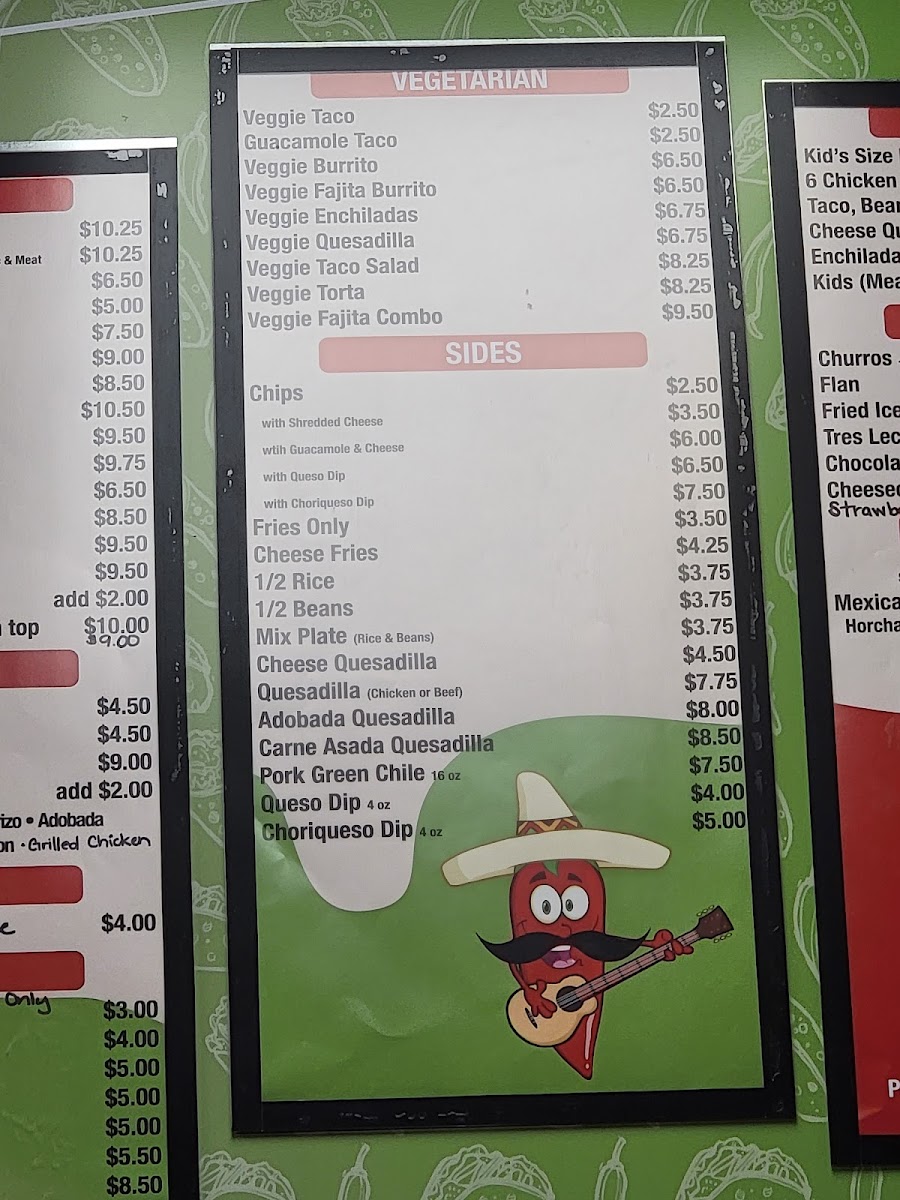 $10.25
& Meat $10.25
$6.50
$5.00
$7.50
$9.00
$8.50
$10.50
$9.50
$9.75
$6.50
$8.50
$9.50
$9.50
add $2.00
top $10.00
$9.00
$4.50
$4.50
$9.00
add $2.00
• Adobada
• Grilled Chicken
$4.00
Only
$3.00
$4.00
$5.00
$5.00
$5.00
$5.50
$8.50
VEGETARIAN
Veggie Taco $2.50
Guacamole Taco $2.50
Veggie Burrito $6.50
Veggie Fajita Burrito $6.50
Veggie Enchiladas $6.75
Veggie Quesadilla $6.75
Veggie Taco Salad $8.25
Veggie Torta $8.25
Veggie Fajita Combo $9.50
SIDES
Chips $2.50
with Shredded Cheese $3.50
wtih Guacamole & Cheese $6.00
with Queso Dip $6.50
with Choriqueso Dip $7.50
Fries Only $3.50
Cheese Fries $4.25
1/2 Rice $3.75
1/2 Beans $3.75
Mix Plate (Rice & Beans) $3.75
Cheese Quesadilla $4.50
Quesadilla (Chicken or Beef) $7.75
Adobada Quesadilla $8.00
Carne Asada Quesadilla $8.50
Pork Green Chile 16 oz $7.50
Queso Dip 4 oz $4.00
Choriqueso Dip 4 oz $5.00
Kid's Size
6 Chicken
Taco, Bea
Cheese Qu
Enchilada
Kids (Mea
Churros
Flan
Fried Ice
Tres Lec
Chocola
Cheesec
Strawb
Mexica
Horcha
P